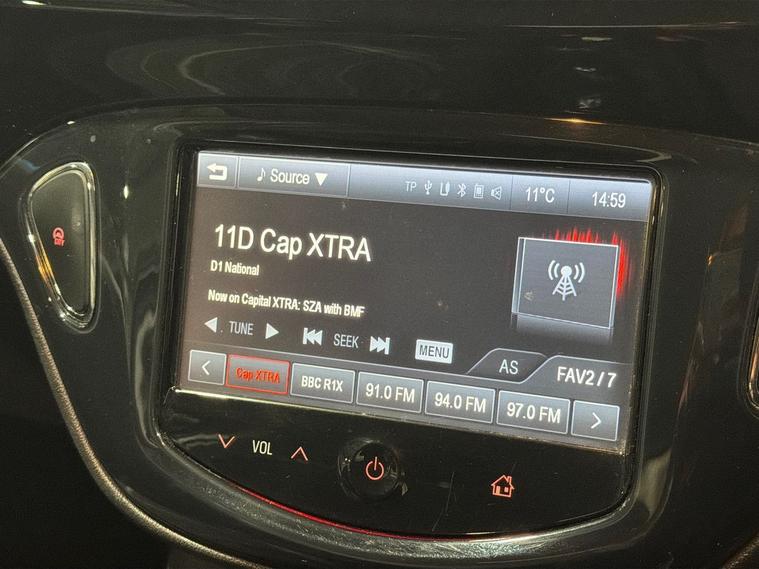 Source ▼
TP
11°C
14:59
11D Cap XTRA
D1 National
Now on Capital XTRA: SZA with BMF
TUNE
SEEK
MENU
AS
FAV2 / 7
Cap XTRA
BBC R1X
91.0 FM
94.0 FM
97.0 FM
VOL